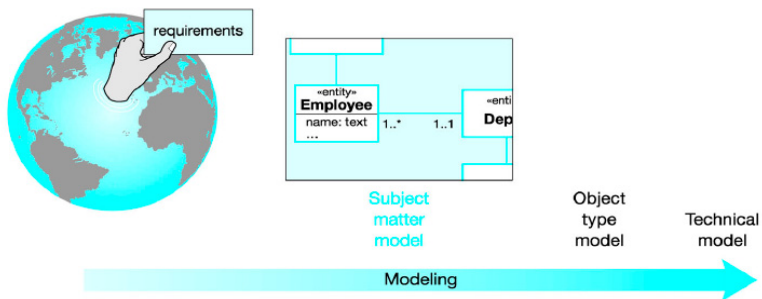 requirements
«entity»
Employee
name: text
...
1..*
1..1
«enti
Dep
Subject
matter
model
Object
type
model
Technical
model
Modeling